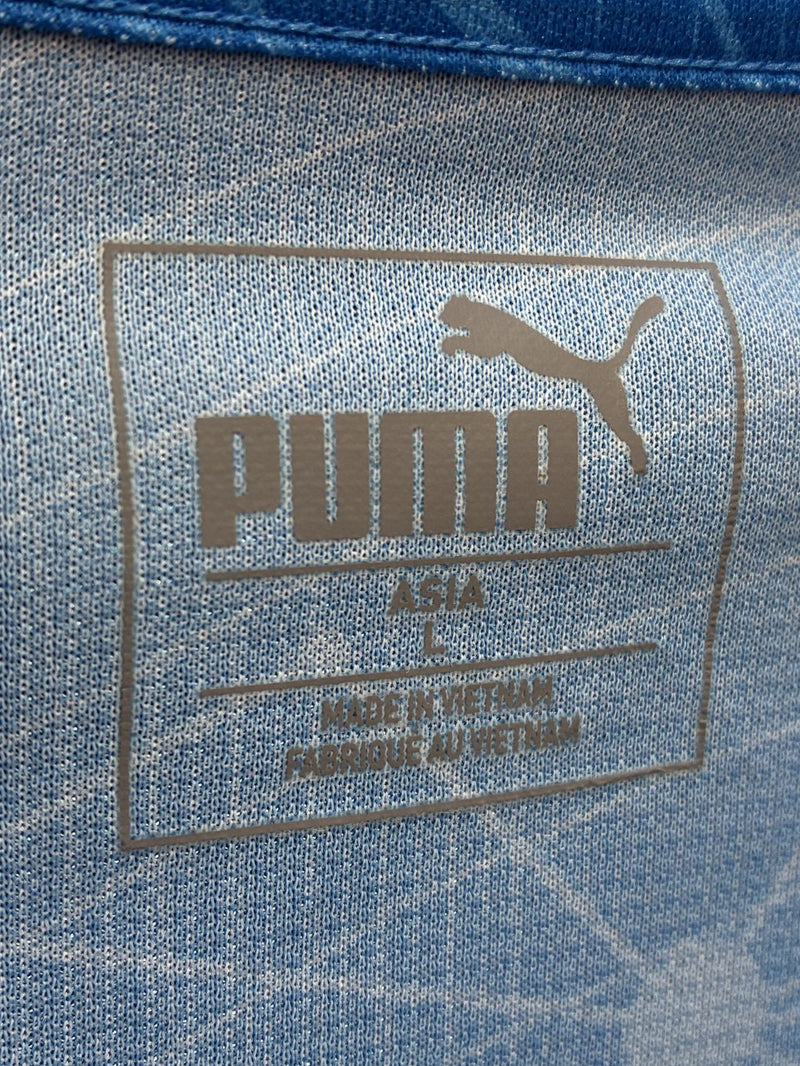 PUMA
ASIA
L
MADE IN VIETNAM
FABRIQUE AU VIETNAM